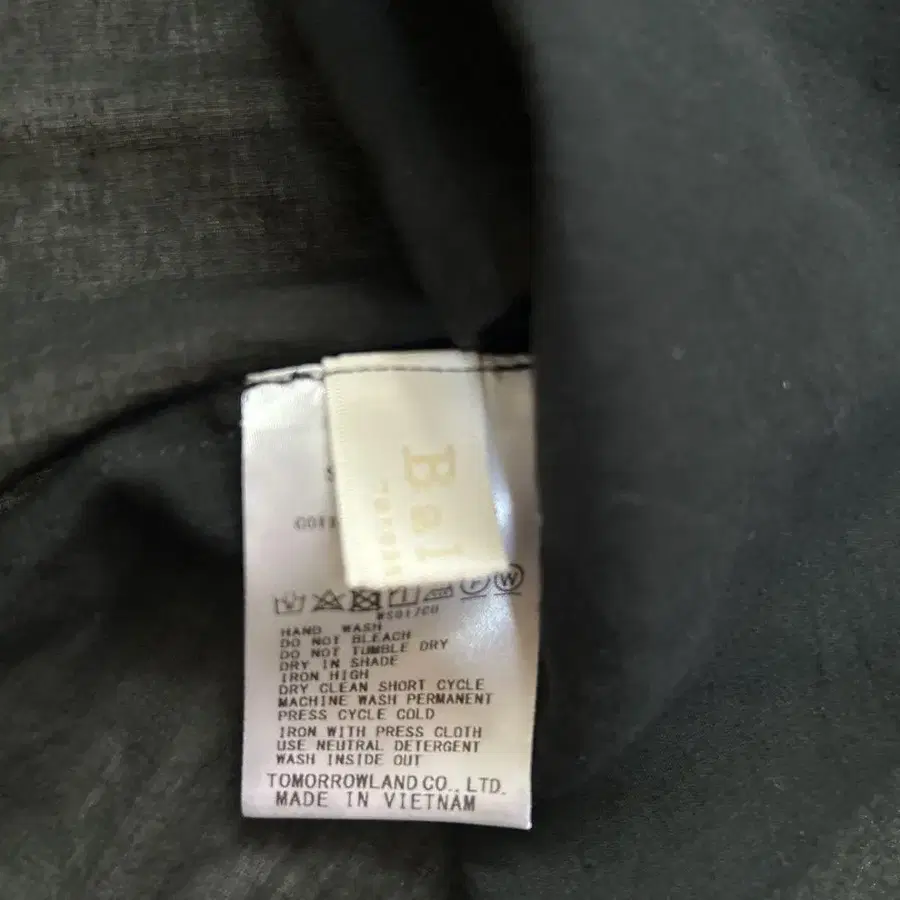 Bal
WS017C0
HAND WASH
DO NOT BLEACH
DO NOT TUMBLE DRY
DRY IN SHADE
IRON HIGH
DRY CLEAN SHORT CYCLE
MACHINE WASH PERMANENT
PRESS CYCLE COLD
IRON WITH PRESS CLOTH
USE NEUTRAL DETERGENT
WASH INSIDE OUT
TOMORROWLAND CO., LTD.
MADE IN VIETNAM